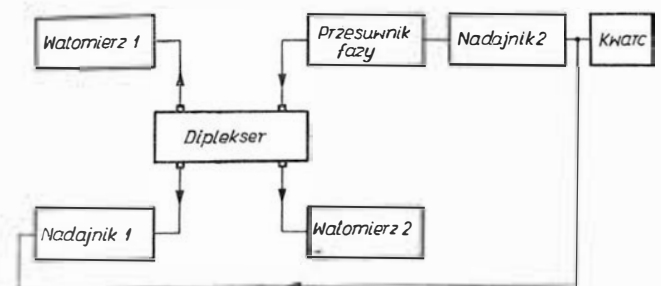 Watomierz 1
Przesuwnik
fazy
Nadajnik 2
Kwarc
Diplekser
Nadajnik 1
Watomierz 2